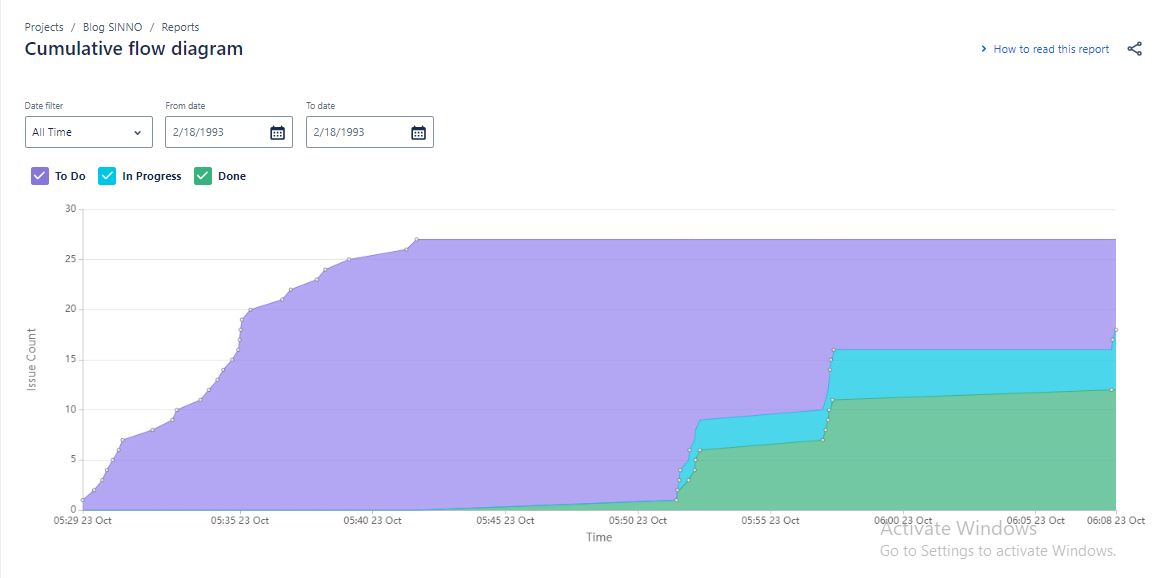 Projects / Blog SINNO / Reports
Cumulative flow diagram
How to read this report
Date filter From date To date
All Time 2/18/1993 2/18/1993
To Do In Progress Done
30
25
20
15
10
5
0
Issue Count
05:29 23 Oct 05:35 23 Oct 05:40 23 Oct 05:45 23 Oct 05:50 23 Oct 05:55 23 Oct 06:00 23 Oct 06:05 23 Oct 06:08 23 Oct
Time
Activate Windows
Go to Settings to activate Windows.